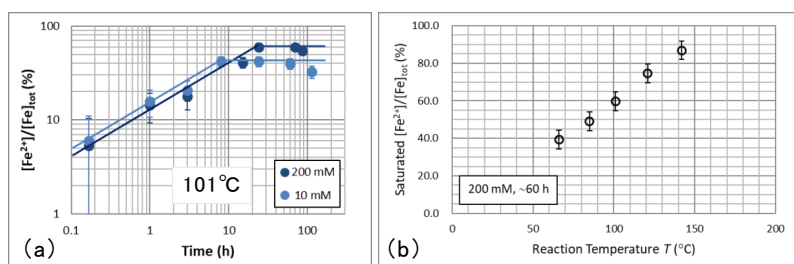 100
10
1
0.1
1
10
100
[Fe²⁺]/[Fe]tot (%)
Time (h)
101°C
200 mM
10 mM
(a)
100.0
80.0
60.0
40.0
20.0
0.0
0
50
100
150
200
Saturated [Fe²⁺]/[Fe]tot (%)
Reaction Temperature T (°C)
200 mM, ~60 h
(b)